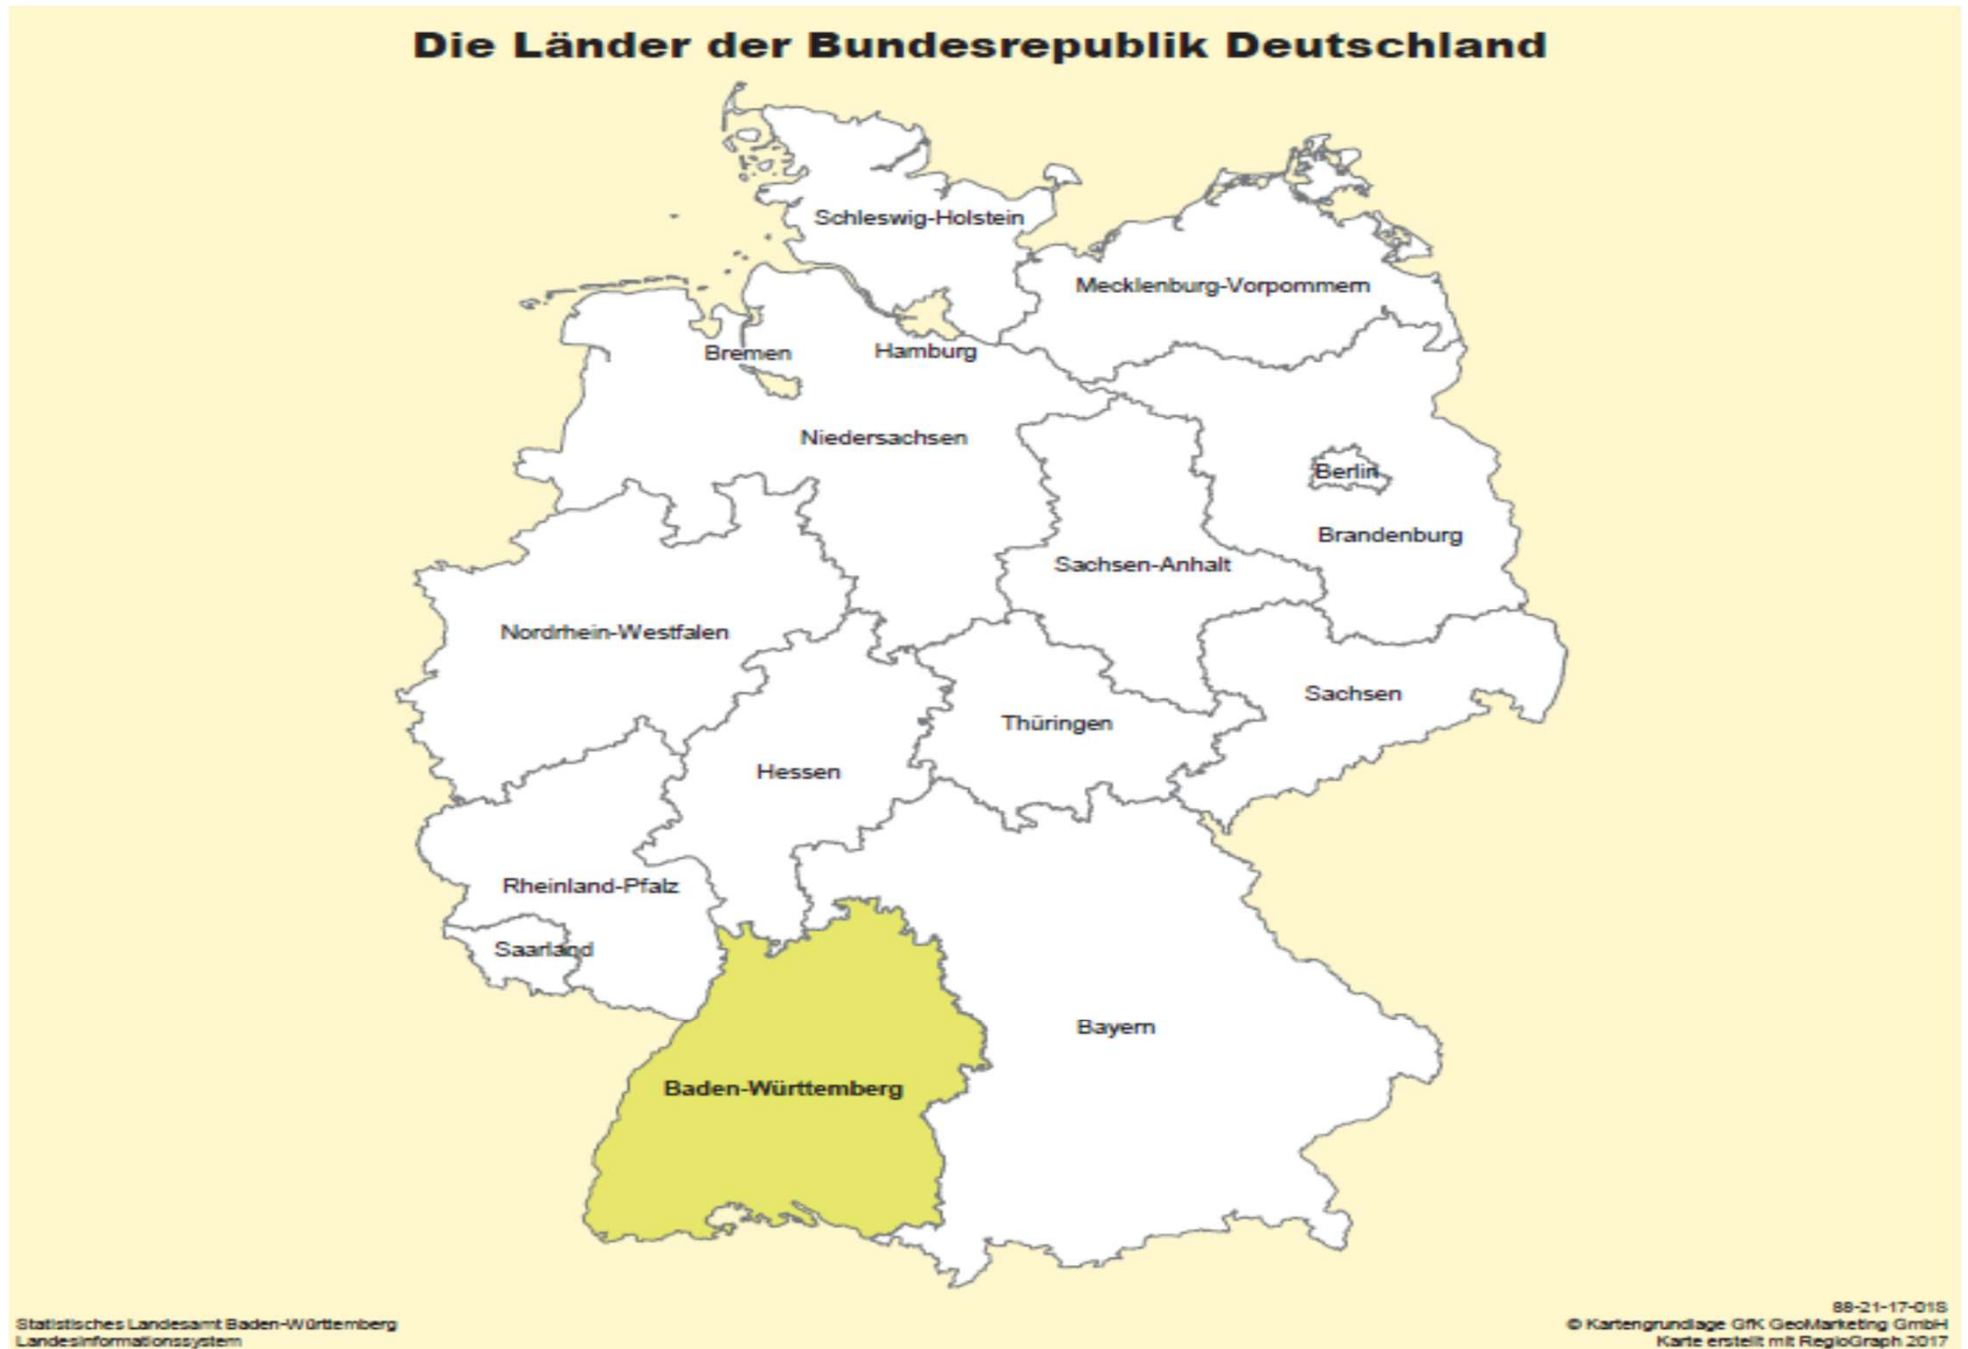 Die Länder der Bundesrepublik Deutschland
Schleswig-Holstein
Mecklenburg-Vorpommern
Bremen
Hamburg
Niedersachsen
Berlin
Brandenburg
Sachsen-Anhalt
Nordrhein-Westfalen
Sachsen
Thüringen
Hessen
Rheinland-Pfalz
Saarland
Bayern
Baden-Württemberg
88-21-17-01S
Statistisches Landesamt Baden-Württemberg
Landesinformationssystem
© Kartengrundlage GfK GeoMarketing GmbH
Karte erstellt mit RegioGraph 2017